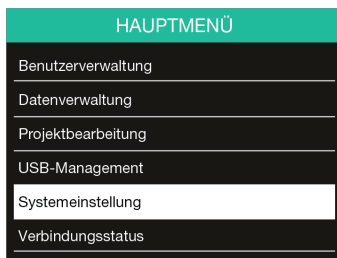 HAUPTMENÜ
Benutzerverwaltung
Datenverwaltung
Projektbearbeitung
USB-Management
Systemeinstellung
Verbindungsstatus